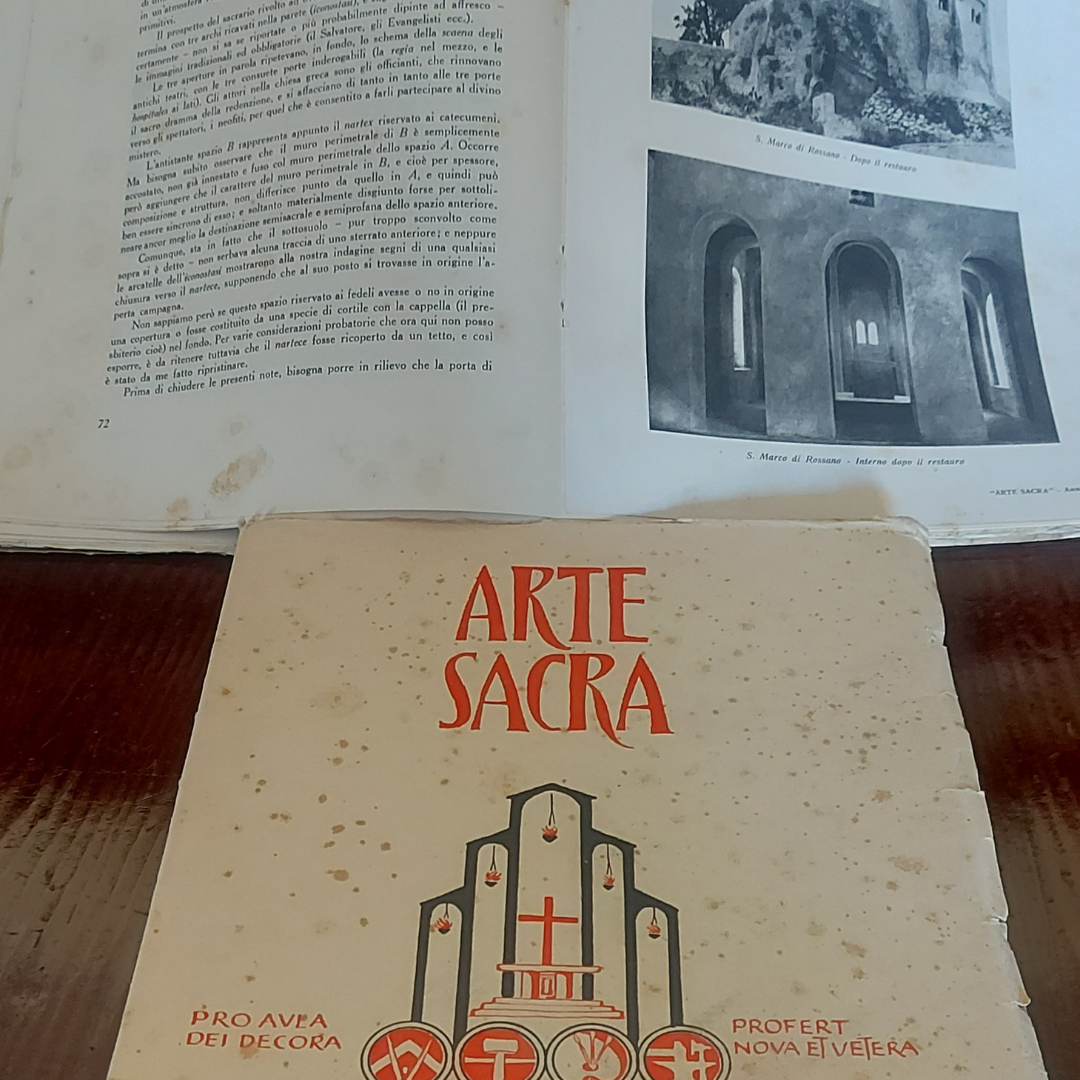 in un'atmosfera
primitivi.
Il prospetto del sacrario rivolto ad
termina con tre archi ricavati nella parete (iconostasi),
certamente – non si sa se riportate o più probabilmente dipinte ad affresco –
le immagini tradizionali ed obbligatorie (il Salvatore, gli Evangelisti ecc.).
Le tre aperture in parola ripetevano, in fondo, lo schema della scaena degli
antichi teatri, con le tre consuete porte inderogabili (la regia nel mezzo, e le
hospitales ai lati). Gli attori nella chiesa greca sono gli officianti, che rinnovano
il sacro dramma della redenzione, e si affacciano di tanto in tanto alle tre porte
verso gli spettatori, i neofiti, per quel che è consentito a farli partecipare al divino
mistero.
L'antistante spazio B rappresenta appunto il nartex riservato ai catecumeni.
Ma bisogna subito osservare che il muro perimetrale di B è semplicemente
accostato, non già innestato e fuso col muro perimetrale dello spazio A. Occorre
però aggiungere che il carattere del muro perimetrale in B, e cioè per spessore,
composizione e struttura, non differisce punto da quello in A, e quindi può
ben essere sincrono di esso; e soltanto materialmente disgiunto forse per sottoli-
neare ancor meglio la destinazione semisacrale e semiprofana dello spazio anteriore.
Comunque, sta in fatto che il sottosuolo – pur troppo sconvolto come
sopra si è detto – non serbava alcuna traccia di uno sterrato anteriore; e neppure
le arcatelle dell'iconostasi mostrarono alla nostra indagine segni di una qualsiasi
chiusura verso il nartece, supponendo che al suo posto si trovasse in origine l'a-
perta campagna.
Non sappiamo però se questo spazio riservato ai fedeli avesse o no in origine
una copertura o fosse costituito da una specie di cortile con la cappella (il pre-
sbiterio cioè) nel fondo. Per varie considerazioni probatorie che ora qui non posso
esporre, è da ritenere tuttavia che il nartece fosse ricoperto da un tetto, e così
è stato da me fatto ripristinare.
Prima di chiudere le presenti note, bisogna porre in rilievo che la porta di
72
S. Marco di Rossano - Dopo il restauro
S. Marco di Rossano - Interno dopo il restauro
"ARTE SACRA" -
ARTE
SACRA
PRO AVLA
DEI DECORA
PROFERT
NOVA ET VETERA